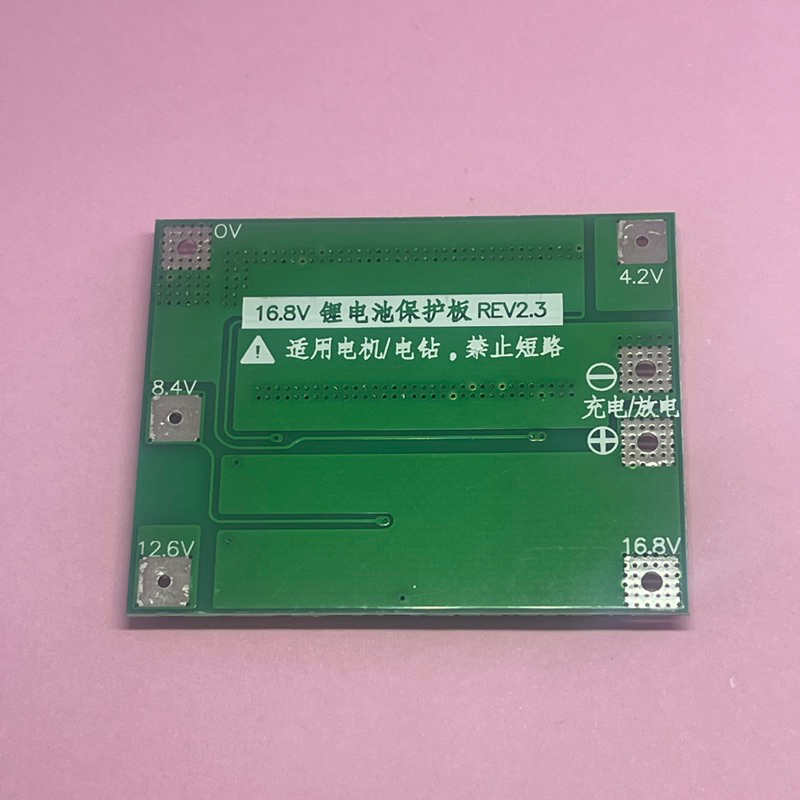 0V
4.2V
16.8V 锂电池保护板 REV2.3
适用电机/电钻。禁止短路
8.4V
充电/放电
12.6V
16.8V